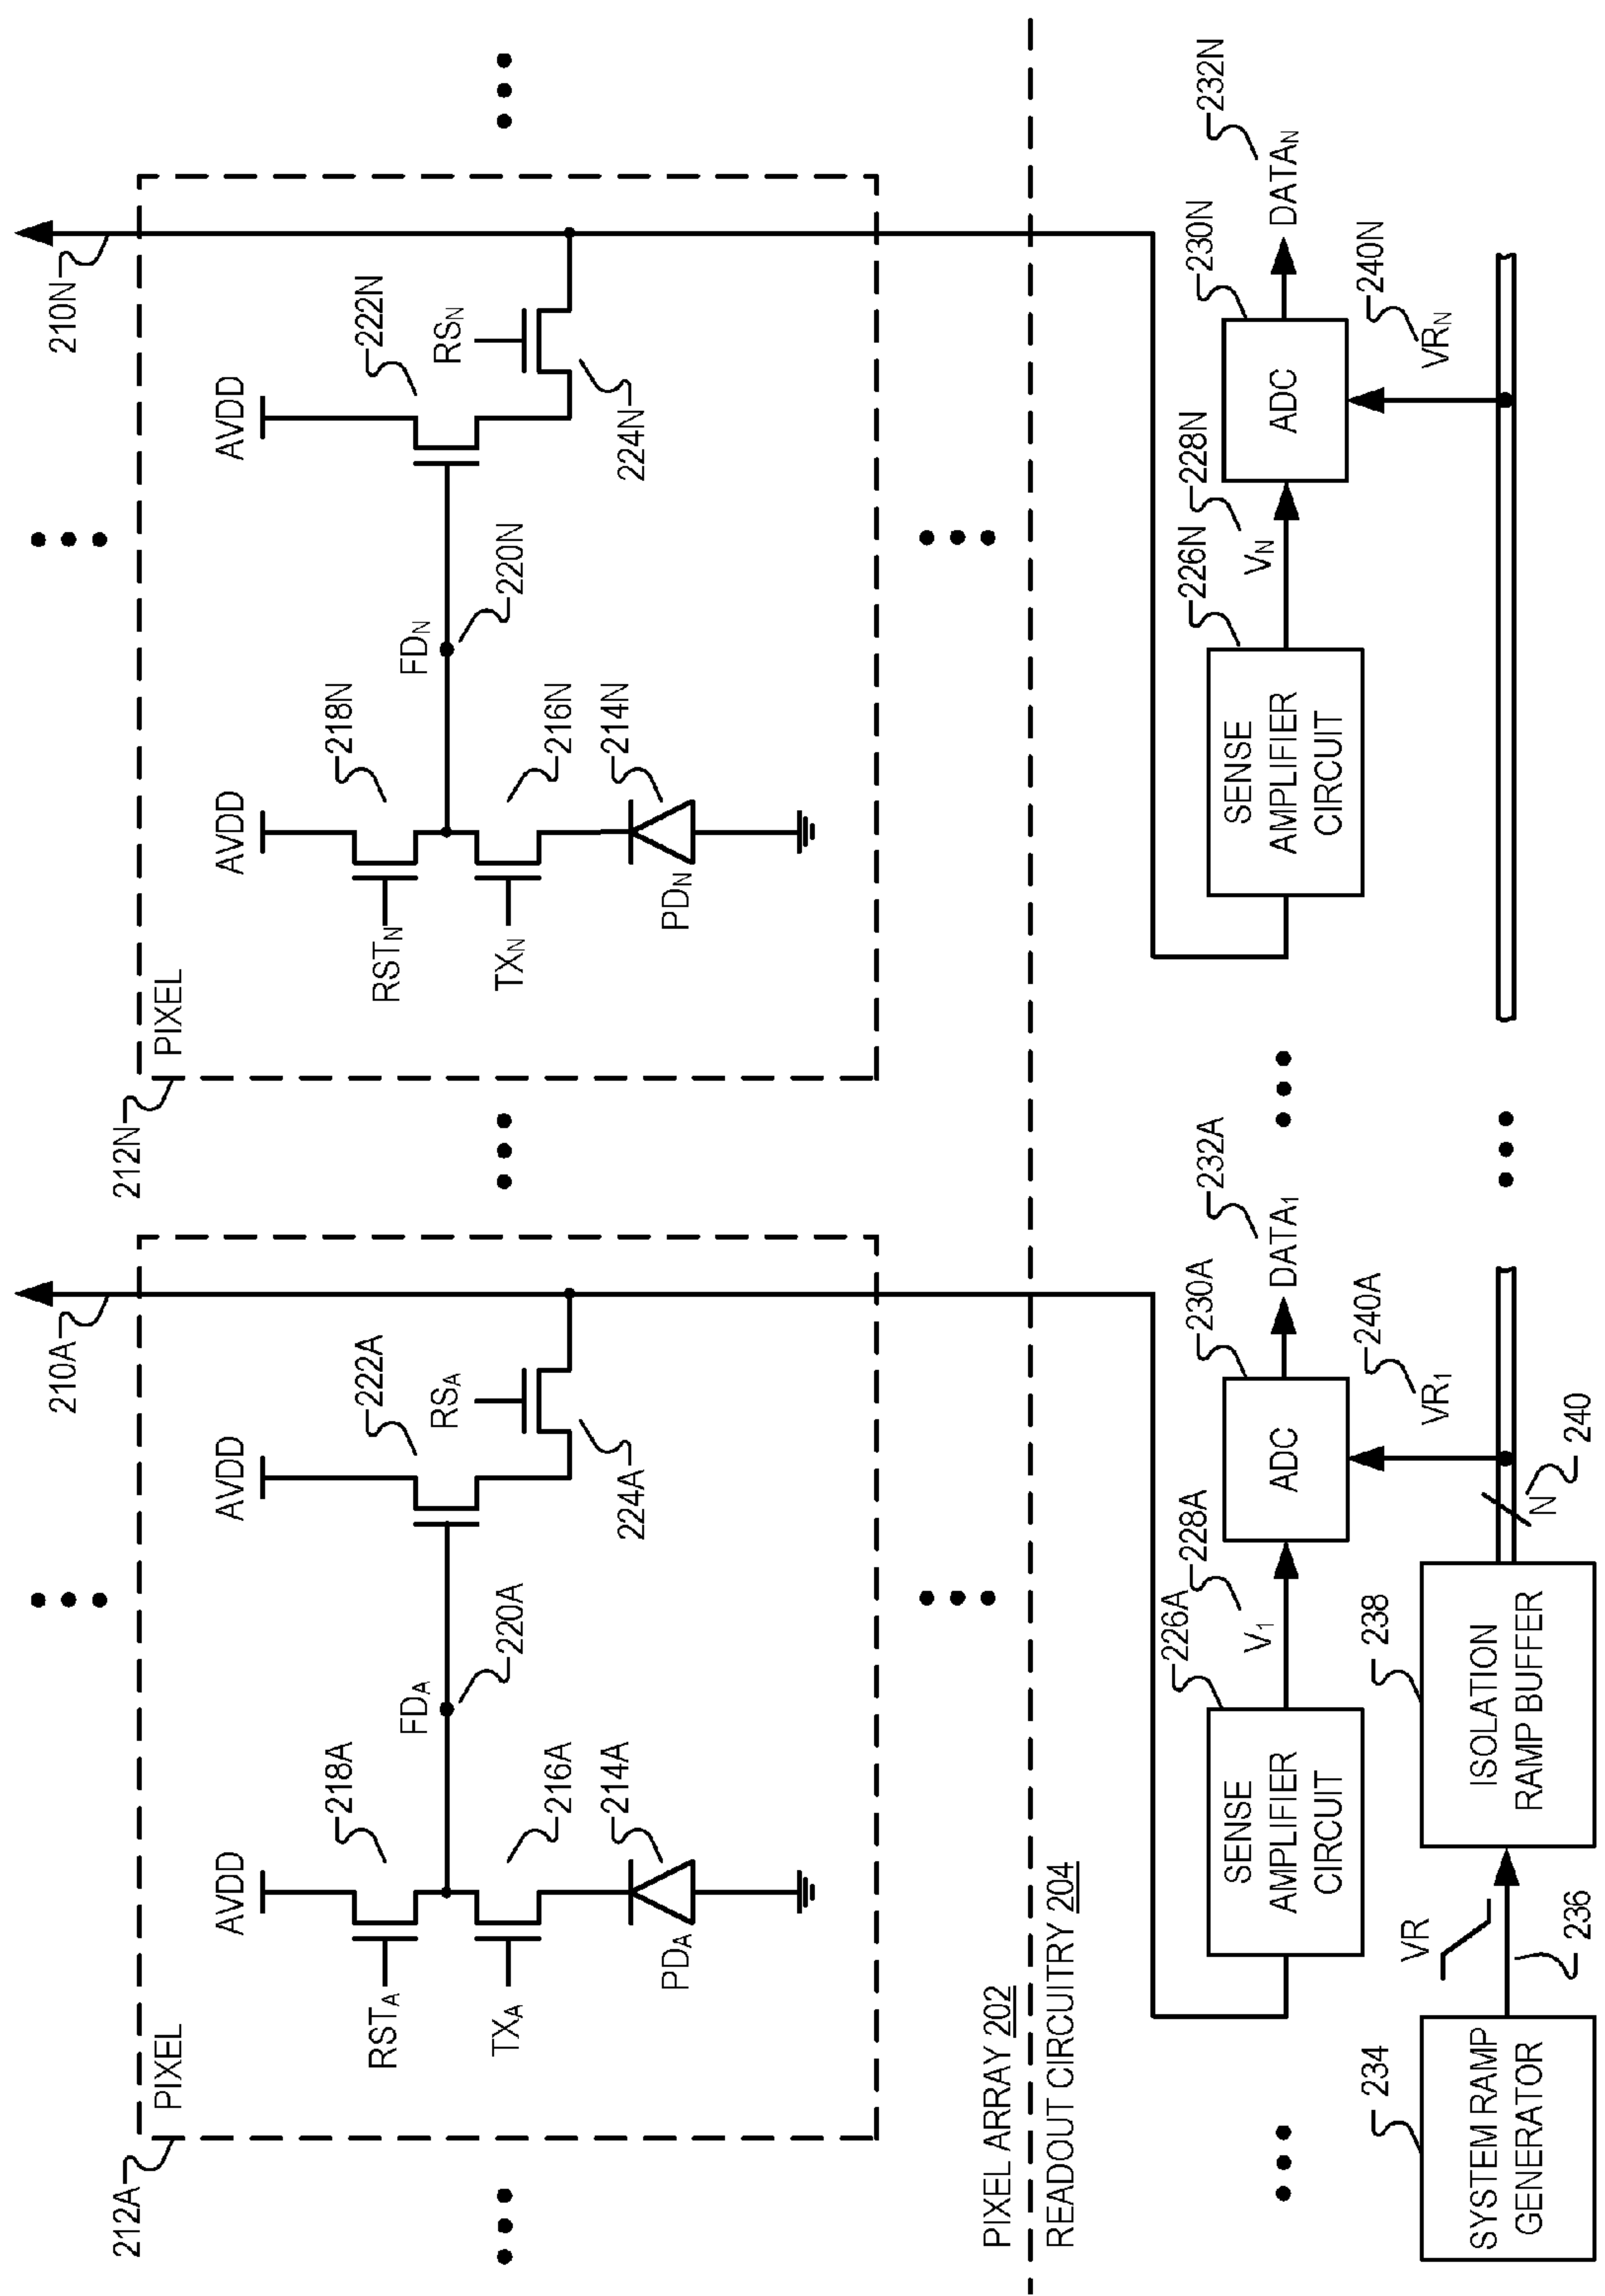 210A
210N
212A
PIXEL
AVDD
218A
RSTA
TXA
216A
214A
PDA
FDA
220A
AVDD
222A
RSA
224A
212N
PIXEL
AVDD
218N
RSTN
TXN
216N
214N
PDN
FDN
220N
AVDD
222N
RSN
224N
PIXEL ARRAY 202
READOUT CIRCUITRY 204
SENSE
AMPLIFIER
CIRCUIT
226A
228A
V1
ADC
230A
DATA1
232A
VR1
240A
SENSE
AMPLIFIER
CIRCUIT
226N
228N
VN
ADC
230N
DATAN
232N
VRN
240N
234
SYSTEM RAMP
GENERATOR
VR
236
238
ISOLATION
RAMP BUFFER
N
240